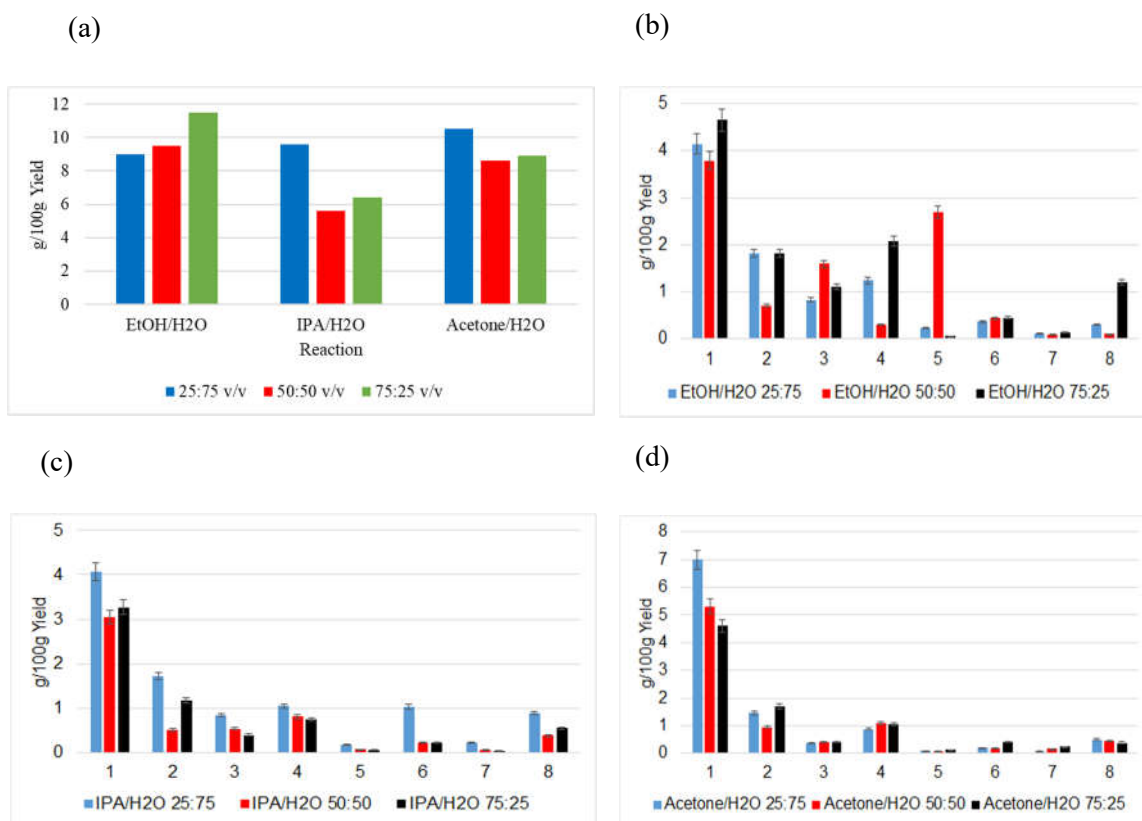 (a)
12
10
8
6
4
2
0
g/100g Yield
EtOH/H2O IPA/H2O Acetone/H2O
Reaction
25:75 v/v 50:50 v/v 75:25 v/v
(b)
5
4
3
2
1
0
g/100g Yield
1 2 3 4 5 6 7 8
EtOH/H2O 25:75 EtOH/H2O 50:50 EtOH/H2O 75:25
(c)
5
4
3
2
1
0
g/100g Yield
1 2 3 4 5 6 7 8
IPA/H2O 25:75 IPA/H2O 50:50 IPA/H2O 75:25
(d)
8
7
6
5
4
3
2
1
0
g/100g Yield
1 2 3 4 5 6 7 8
Acetone/H2O 25:75 Acetone/H2O 50:50 Acetone/H2O 75:25